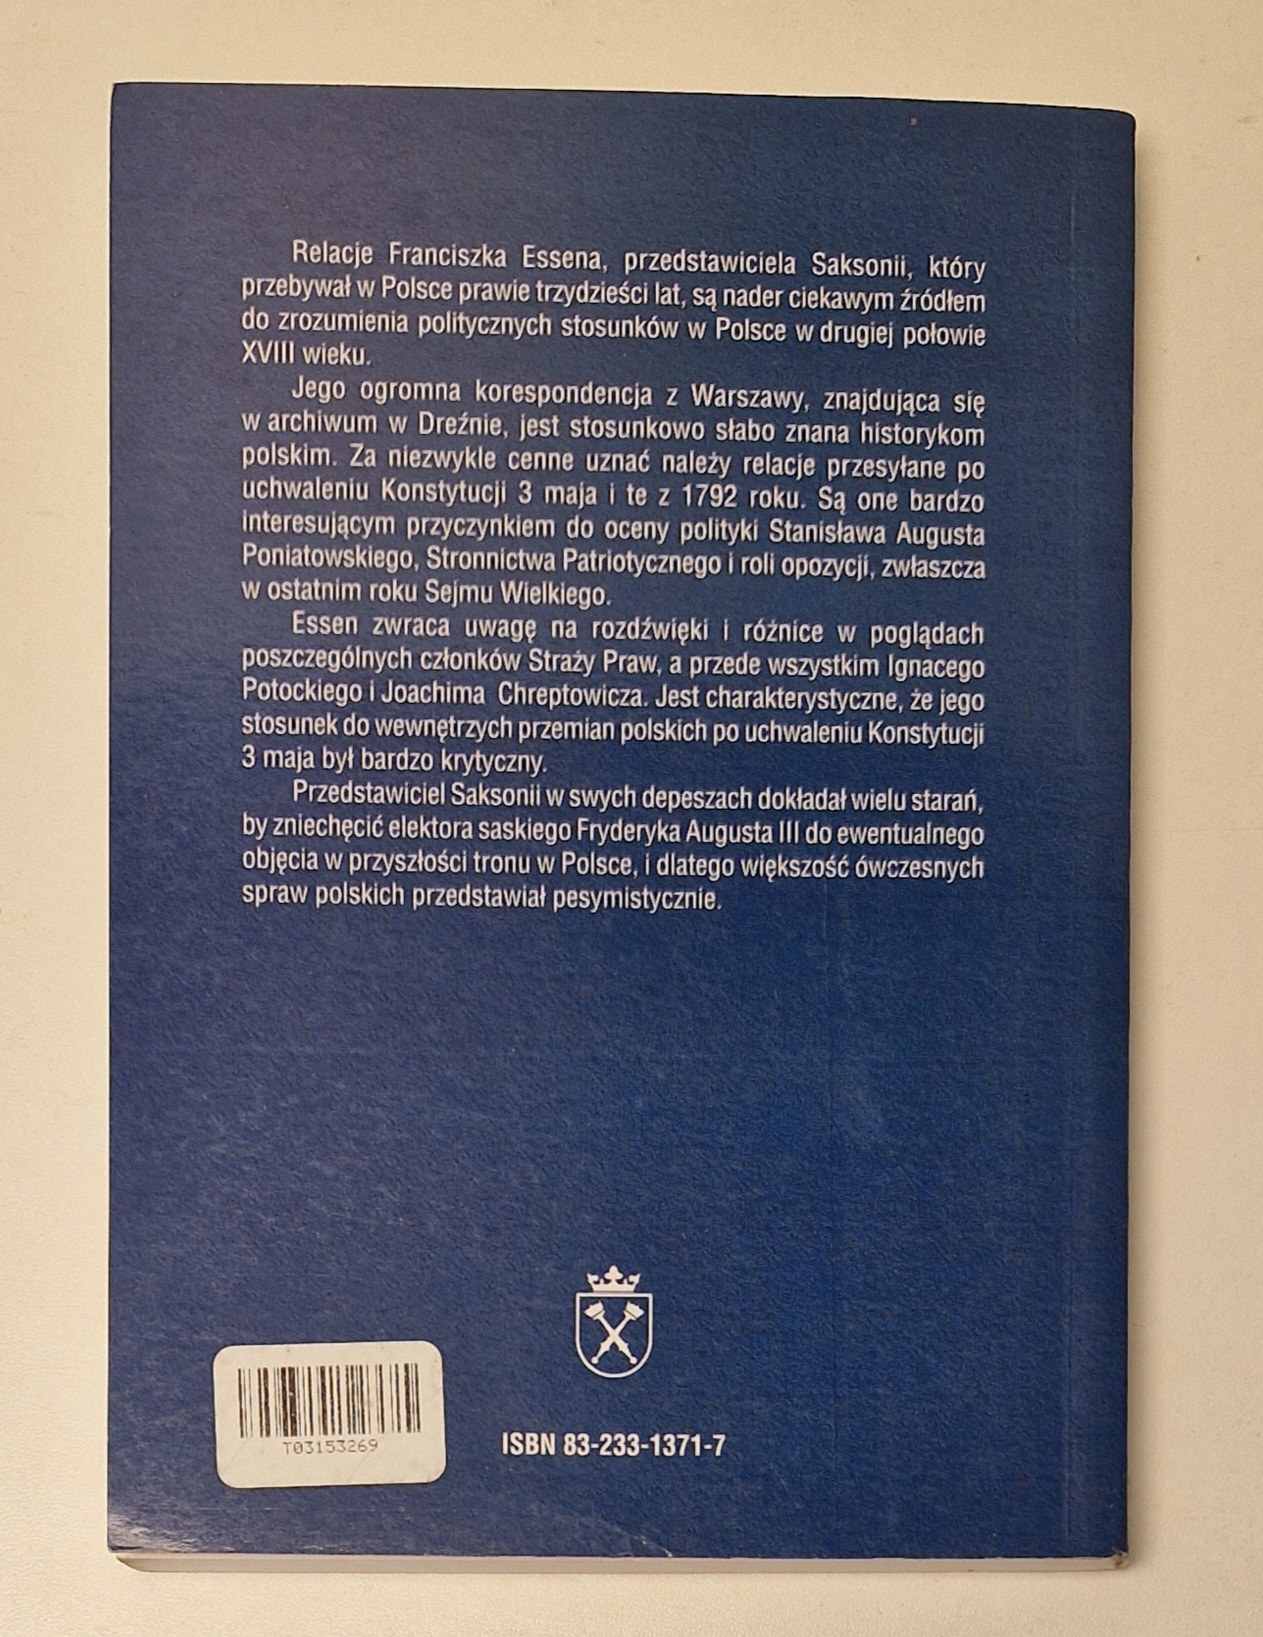 Relacje Franciszka Essena, przedstawiciela Saksonii, który
przebywał w Polsce prawie trzydzieści lat, są nader ciekawym źródłem
do zrozumienia politycznych stosunków w Polsce w drugiej połowie
XVIII wieku.
Jego ogromna korespondencja z Warszawy, znajdująca się
w archiwum w Dreźnie, jest stosunkowo słabo znana historykom
polskim. Za niezwykle cenne uznać należy relacje przesyłane po
uchwaleniu Konstytucji 3 maja i te z 1792 roku. Są one bardzo
interesującym przyczynkiem do oceny polityki Stanisława Augusta
Poniatowskiego, Stronnictwa Patriotycznego i roli opozycji, zwłaszcza
w ostatnim roku Sejmu Wielkiego.
Essen zwraca uwagę na rozdźwięki i różnice w poglądach
poszczególnych członków Straży Praw, a przede wszystkim Ignacego
Potockiego i Joachima Chreptowicza. Jest charakterystyczne, że jego
stosunek do wewnętrzych przemian polskich po uchwaleniu Konstytucji
3 maja był bardzo krytyczny.
Przedstawiciel Saksonii w swych depeszach dokładał wielu starań,
by zniechęcić elektora saskiego Fryderyka Augusta III do ewentualnego
objęcia w przyszłości tronu w Polsce, i dlatego większość ówczesnych
spraw polskich przedstawiał pesymistycznie.
T03153269
ISBN 83-233-1371-7